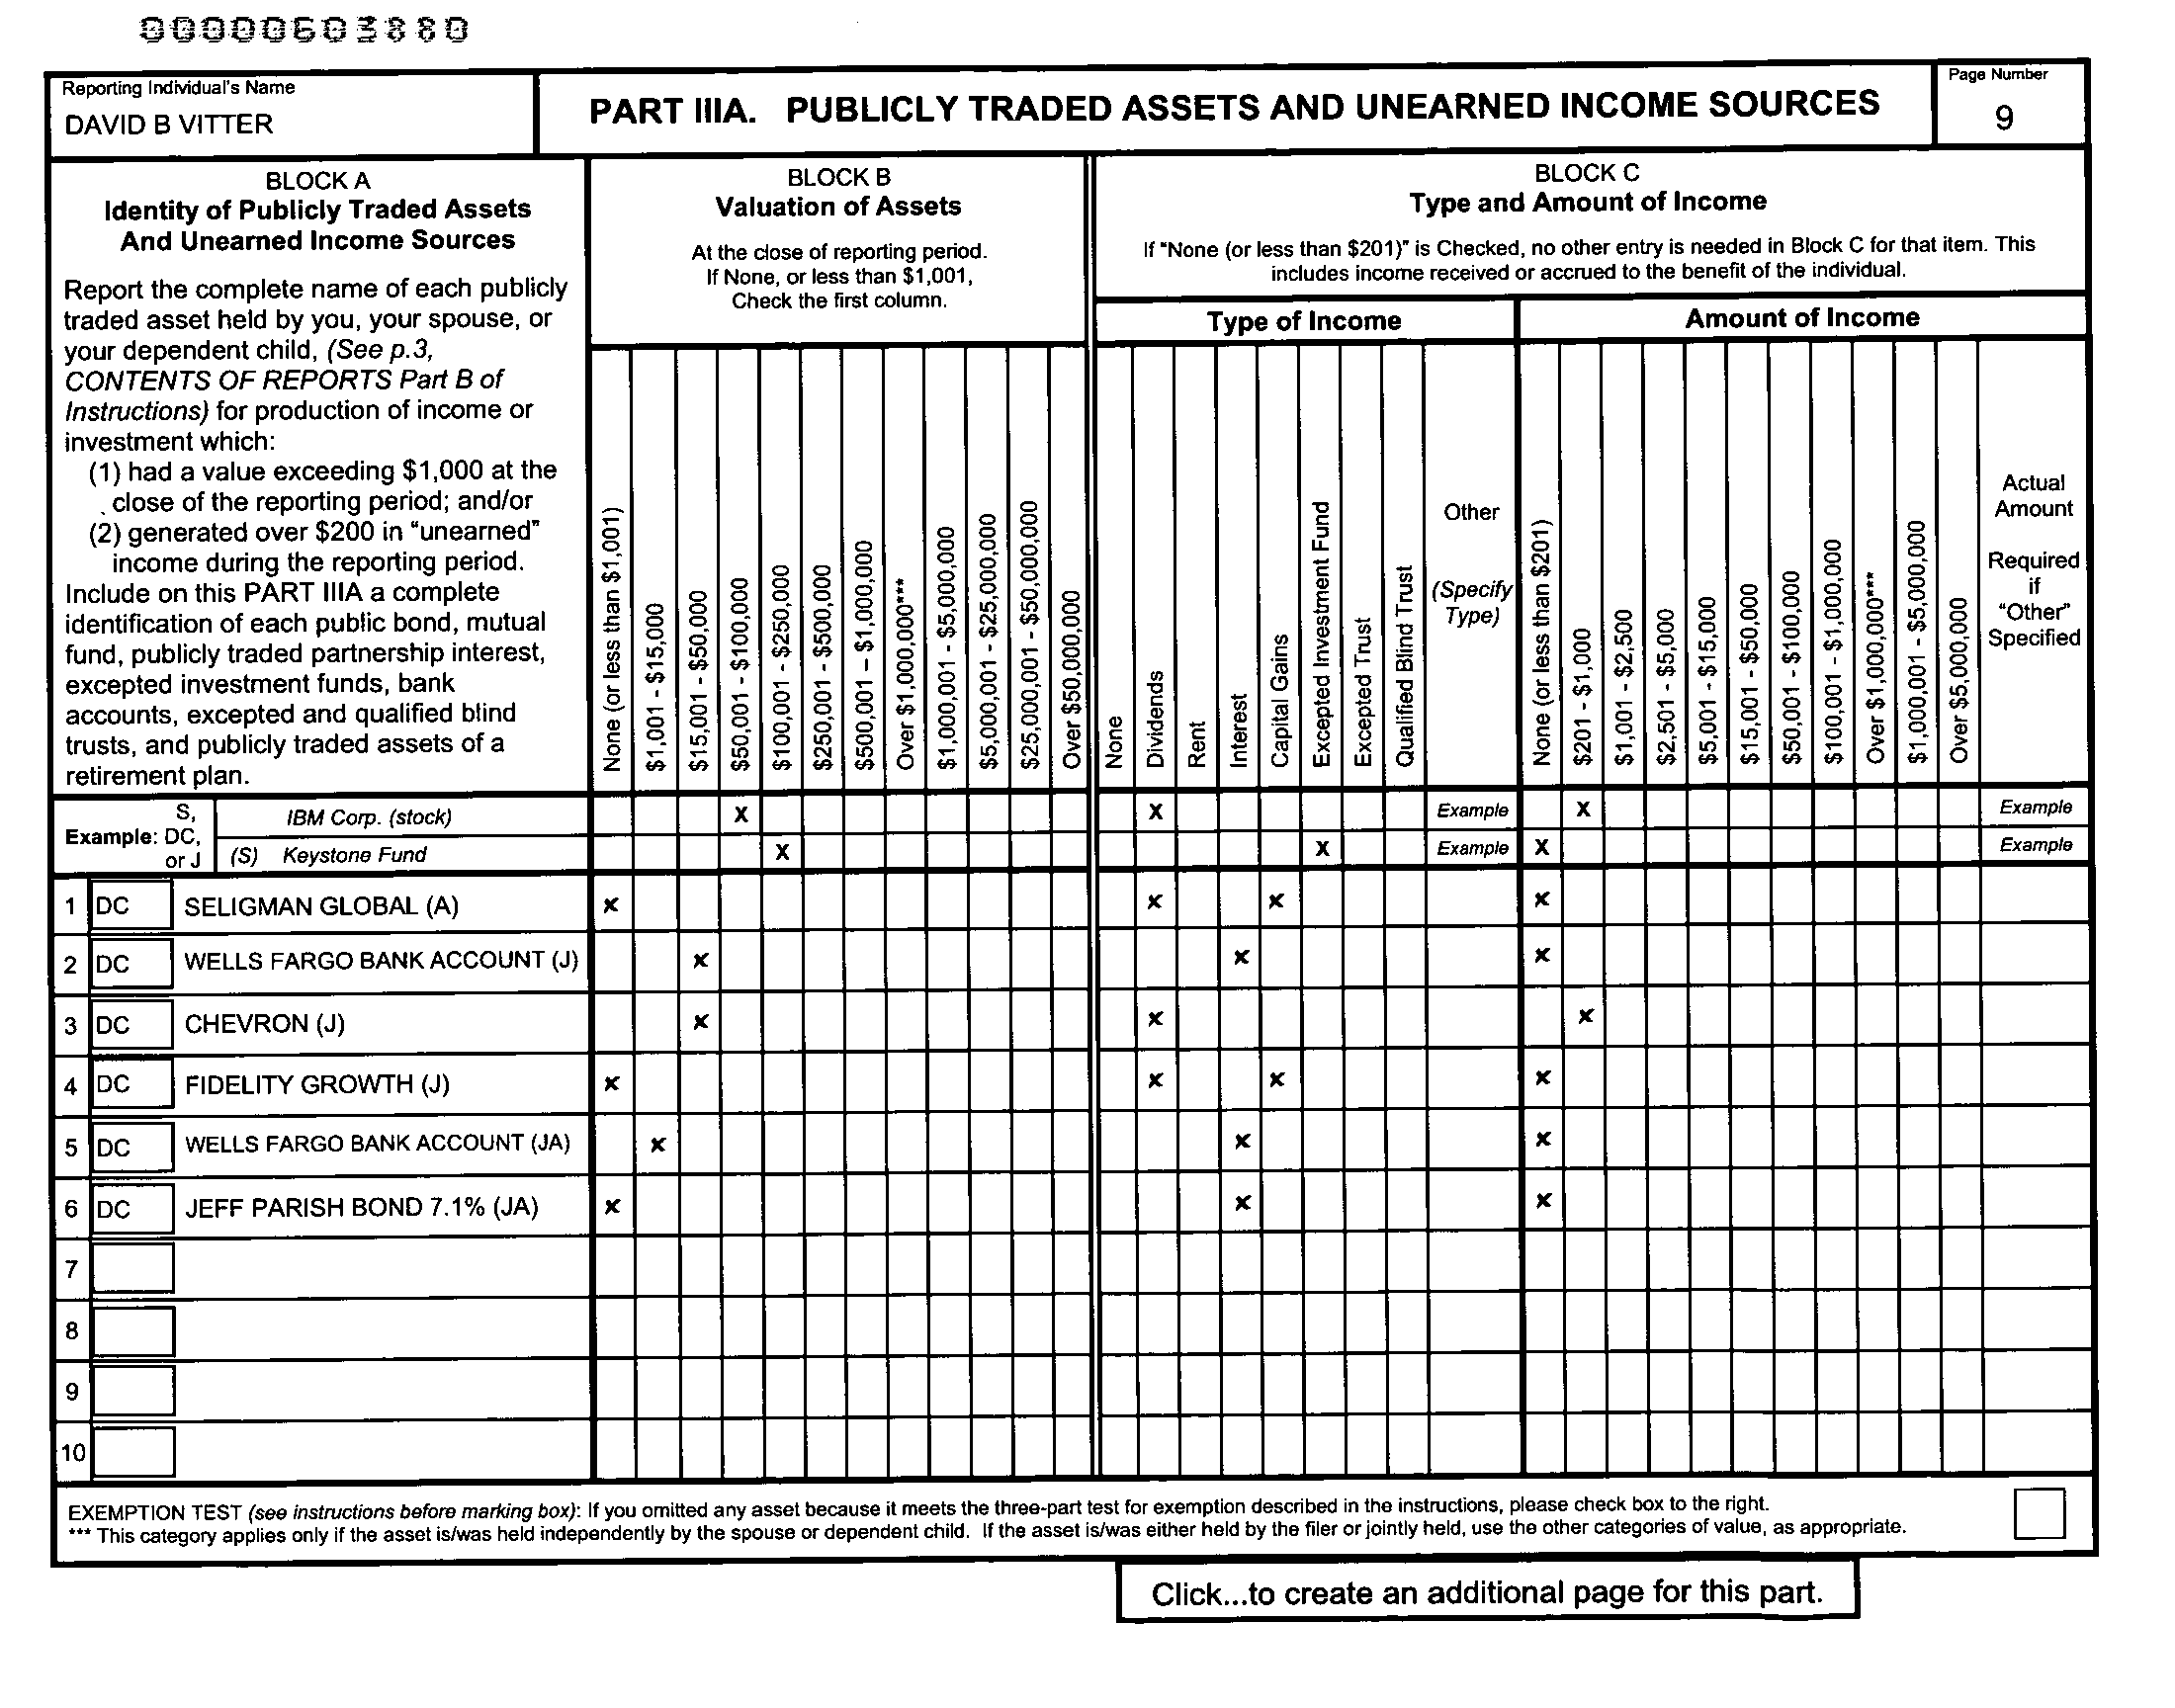 00000603880
Reporting Individual's Name
DAVID B VITTER
PART IIIA. PUBLICLY TRADED ASSETS AND UNEARNED INCOME SOURCES
Page Number
9
BLOCK A
Identity of Publicly Traded Assets
And Unearned Income Sources
Report the complete name of each publicly
traded asset held by you, your spouse, or
your dependent child, (See p.3,
CONTENTS OF REPORTS Part B of
Instructions) for production of income or
investment which:
(1) had a value exceeding $1,000 at the
close of the reporting period; and/or
(2) generated over $200 in "unearned"
income during the reporting period.
Include on this PART IIIA a complete
identification of each public bond, mutual
fund, publicly traded partnership interest,
excepted investment funds, bank
accounts, excepted and qualified blind
trusts, and publicly traded assets of a
retirement plan.
BLOCK B
Valuation of Assets
At the close of reporting period.
If None, or less than $1,001,
Check the first column.
None (or less than $1,001)
$1,001 - $15,000
$15,001 - $50,000
$50,001 - $100,000
$100,001 - $250,000
$250,001 - $500,000
$500,001 – $1,000,000
Over $1,000,000***
$1,000,001 - $5,000,000
$5,000,001 - $25,000,000
$25,000,001 - $50,000,000
Over $50,000,000
BLOCK C
Type and Amount of Income
If "None (or less than $201)" is Checked, no other entry is needed in Block C for that item. This
includes income received or accrued to the benefit of the individual.
Type of Income
None
Dividends
Rent
Interest
Capital Gains
Excepted Investment Fund
Excepted Trust
Qualified Blind Trust
Other
(Specify
Type)
Amount of Income
None (or less than $201)
$201 - $1,000
$1,001 - $2,500
$2,501 - $5,000
$5,001 - $15,000
$15,001 - $50,000
$50,001 - $100,000
$100,001 - $1,000,000
Over $1,000,000***
$1,000,001 - $5,000,000
Over $5,000,000
Actual
Amount
Required
if
"Other"
Specified
Example: S, DC, or J
IBM Corp. (stock) X X Example X Example
(S) Keystone Fund X X Example X Example
1 DC SELIGMAN GLOBAL (A) x x x x
2 DC WELLS FARGO BANK ACCOUNT (J) x x x
3 DC CHEVRON (J) x x x
4 DC FIDELITY GROWTH (J) x x x x
5 DC WELLS FARGO BANK ACCOUNT (JA) x x x
6 DC JEFF PARISH BOND 7.1% (JA) x x x
7
8
9
10
EXEMPTION TEST (see instructions before marking box): If you omitted any asset because it meets the three-part test for exemption described in the instructions, please check box to the right.
*** This category applies only if the asset is/was held independently by the spouse or dependent child. If the asset is/was either held by the filer or jointly held, use the other categories of value, as appropriate.
Click...to create an additional page for this part.